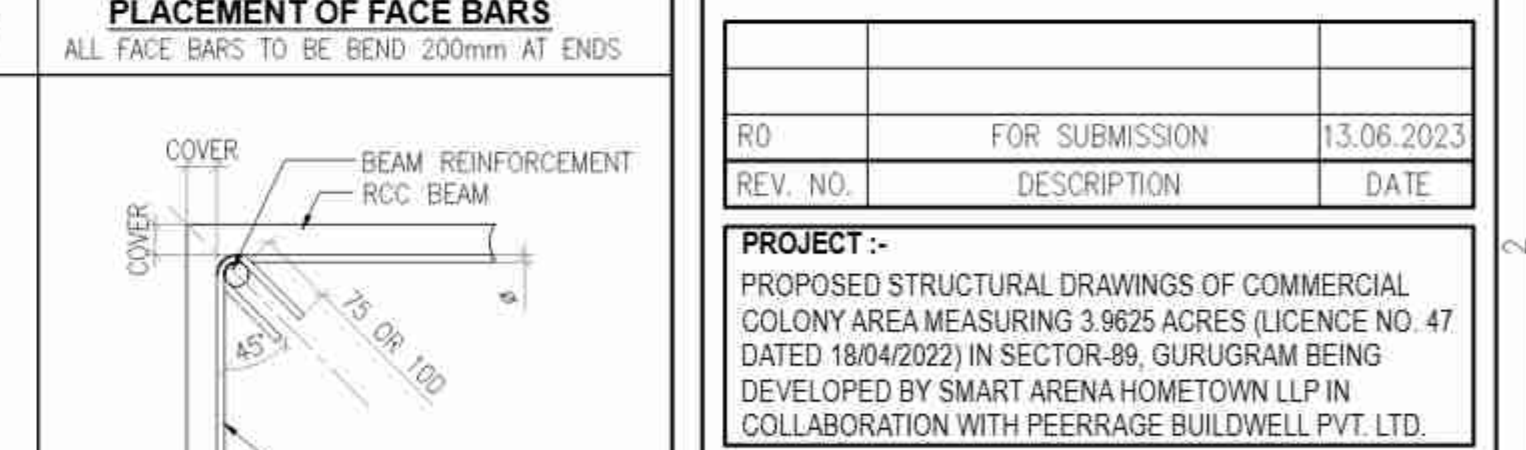 PLACEMENT OF FACE BARS
ALL FACE BARS TO BE BEND 200mm AT ENDS
COVER
BEAM REINFORCEMENT
RCC BEAM
COVER
75 OR 100
45°
Ø
R0 FOR SUBMISSION 13.06.2023
REV. NO. DESCRIPTION DATE
PROJECT :-
PROPOSED STRUCTURAL DRAWINGS OF COMMERCIAL
COLONY AREA MEASURING 3.9625 ACRES (LICENCE NO. 47
DATED 18/04/2022) IN SECTOR-89, GURUGRAM BEING
DEVELOPED BY SMART ARENA HOMETOWN LLP IN
COLLABORATION WITH PEERRAGE BUILDWELL PVT. LTD.
2